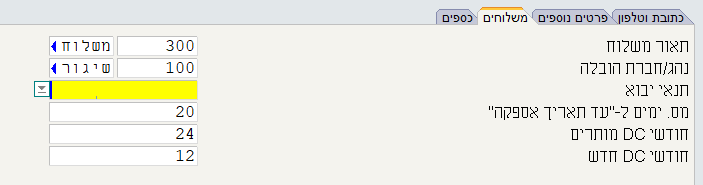 כתובת וטלפון פרטים נוספים משלוחים כספים
תאור משלוח 300 משלוח
נהג/חברת הובלה 100 שיגור
תנאי יבוא
מס. ימים ל-"עד תאריך אספקה" 20
חודשי DC מותרים 24
חודשי DC חדש 12